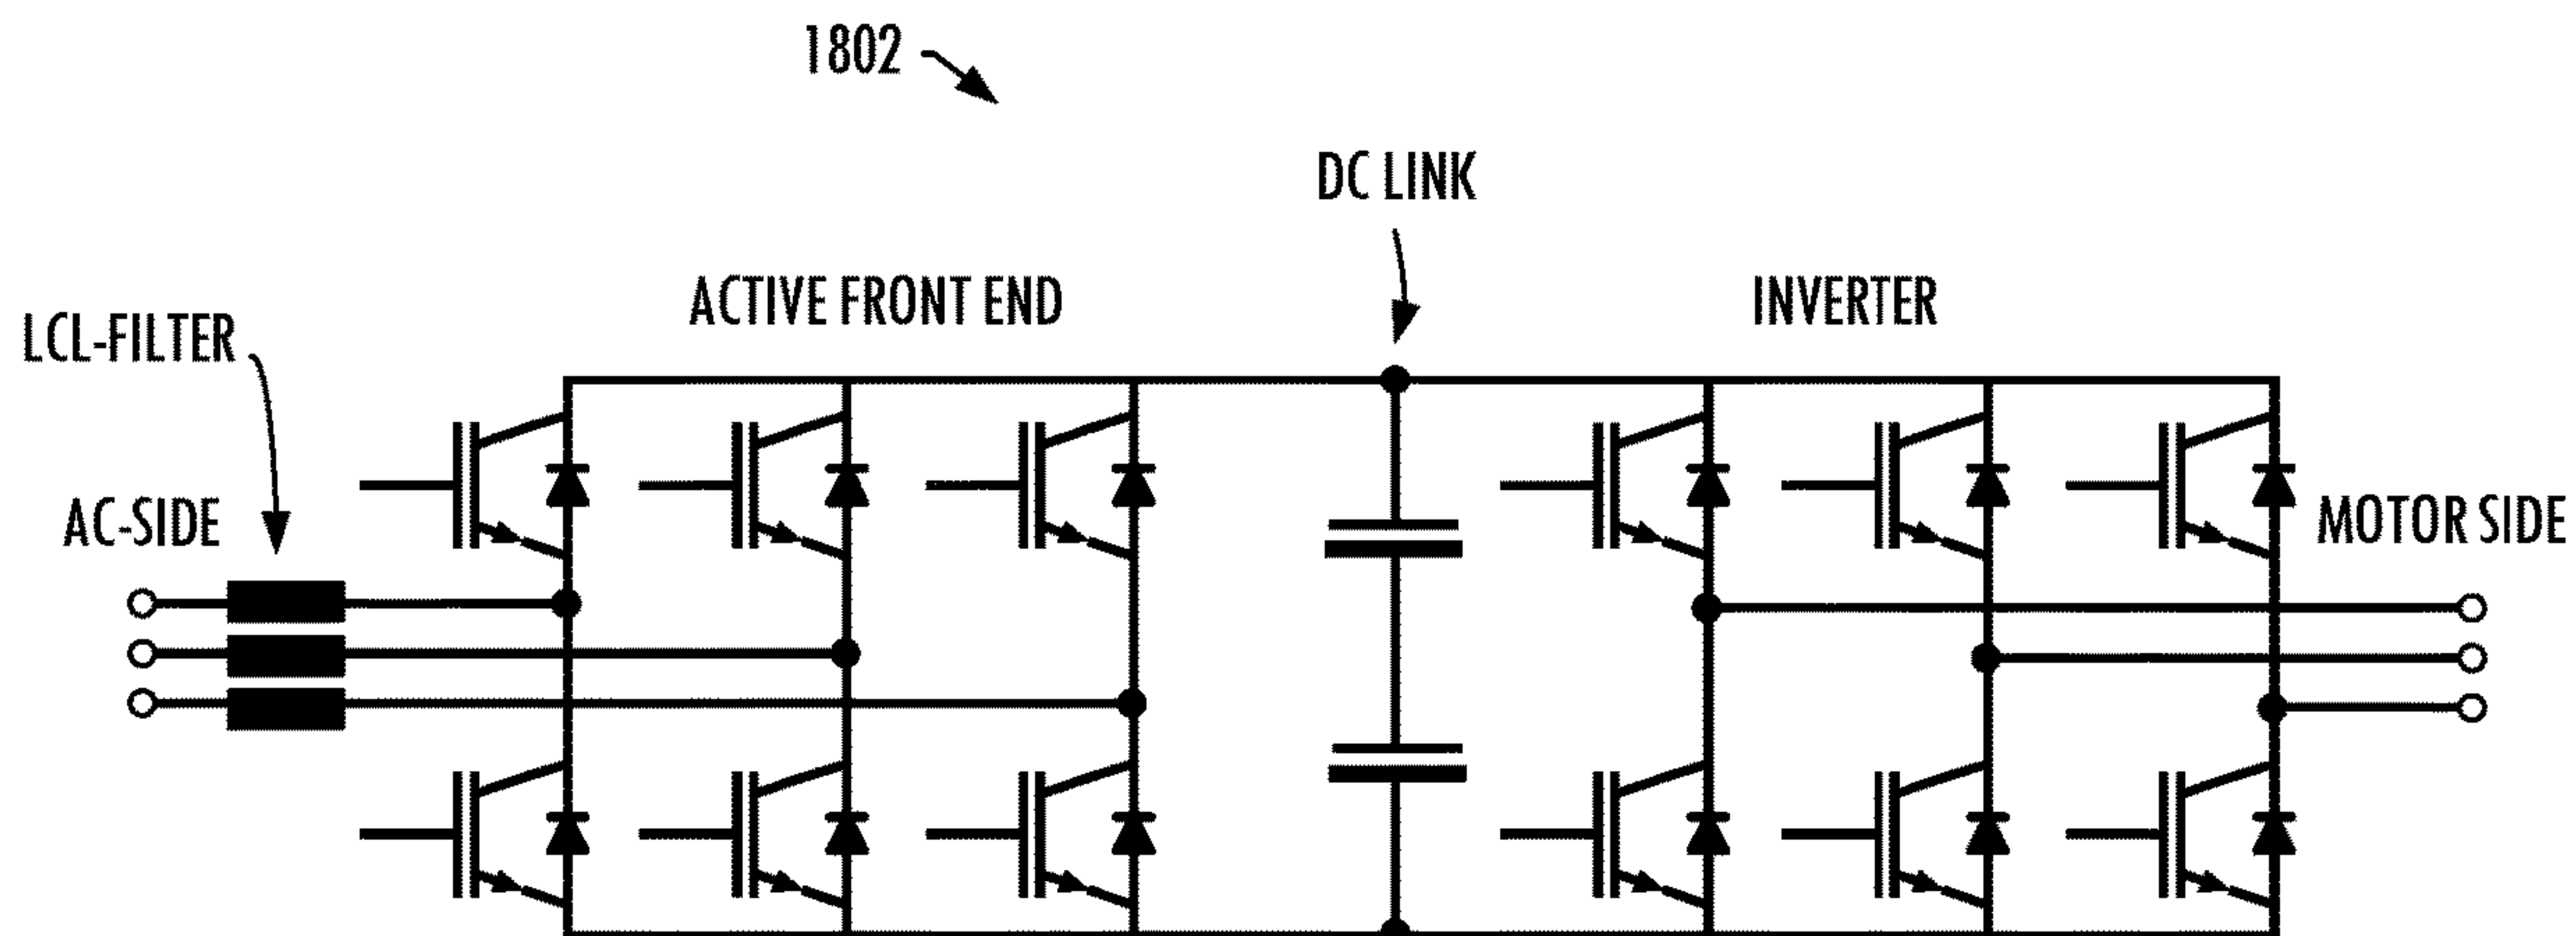 1802
DC LINK
ACTIVE FRONT END
INVERTER
LCL-FILTER
AC-SIDE
MOTOR SIDE